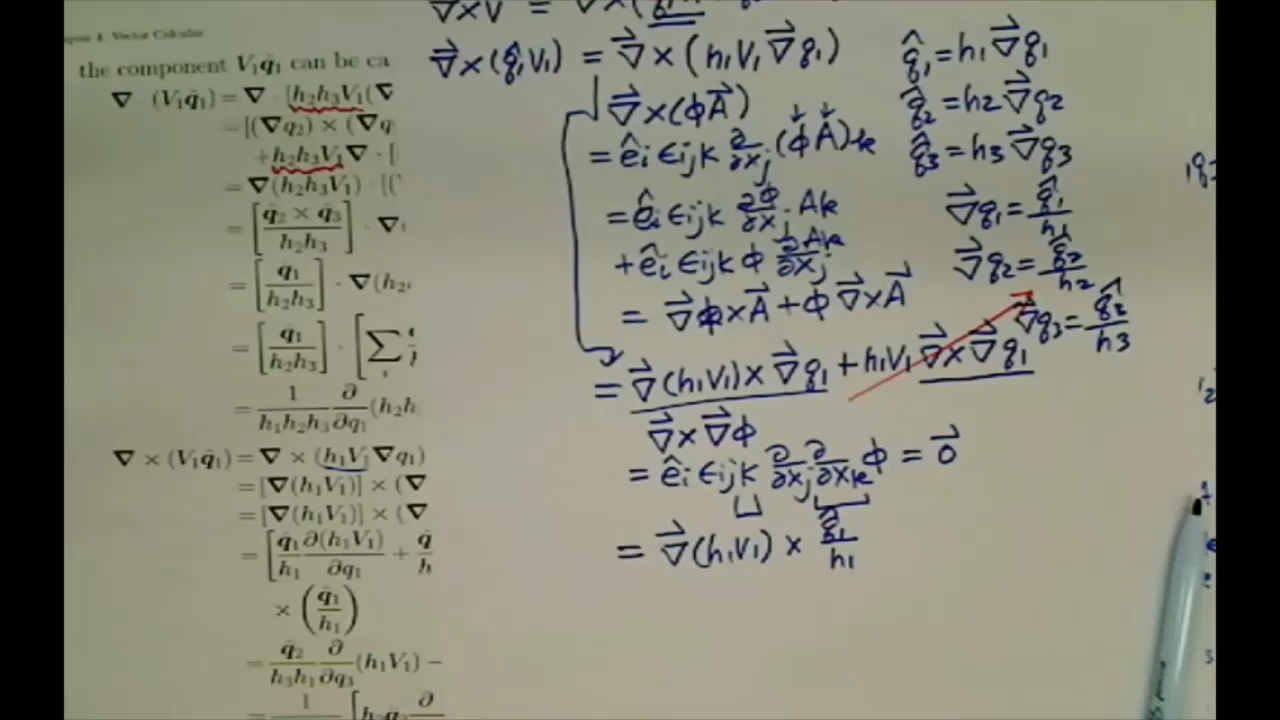 Vector Calculus
the component V₁q̂₁ can be ca
∇ (V₁q̂₁) = ∇ · [h₂h₃V₁(∇
= [(∇q₂) × (∇q
+ h₂h₃V₁∇ · [
= ∇(h₂h₃V₁) · [(
= [q̂₂ × q̂₃ / h₂h₃] · ∇
= [q̂₁ / h₂h₃] · ∇(h₂
= [q̂₁ / h₂h₃] · [∑
= 1/(h₁h₂h₃) ∂/∂q₁ (h₂h
∇ × (V₁q̂₁) = ∇ × (h₁V₁∇q₁)
= [∇(h₁V₁)] × (∇
= [∇(h₁V₁)] × (∇
= [q̂₁/h₁ ∂(h₁V₁)/∂q₁ + q̂/h
× (q̂₁/h₁)
= q̂₂/(h₃h₁) ∂/∂q₃ (h₁V₁) −
∇×V = ∇×(
∇⃗×(q̂₁V₁) = ∇⃗×(h₁V₁∇⃗q₁)
∇⃗×(ϕA⃗)
= êᵢ ϵijk ∂/∂xj (ϕA⃗)k
= êᵢ ϵijk ∂ϕ/∂xj Ak
+ êᵢ ϵijk ϕ ∂Ak/∂xj
= ∇⃗ϕ×A⃗ + ϕ∇⃗×A⃗
= ∇⃗(h₁V₁)×∇⃗q₁ + h₁V₁ ∇⃗×∇⃗q₁
∇⃗×∇⃗ϕ
= êᵢ ϵijk ∂/∂xj ∂/∂xk ϕ = 0⃗
= ∇⃗(h₁V₁) × q̂₁/h₁
q̂₁ = h₁∇⃗q₁
q̂₂ = h₂∇⃗q₂
q̂₃ = h₃∇⃗q₃
∇⃗q₁ = q̂₁/h₁
∇⃗q₂ = q̂₂/h₂
∇⃗q₃ = q̂₂/h₃